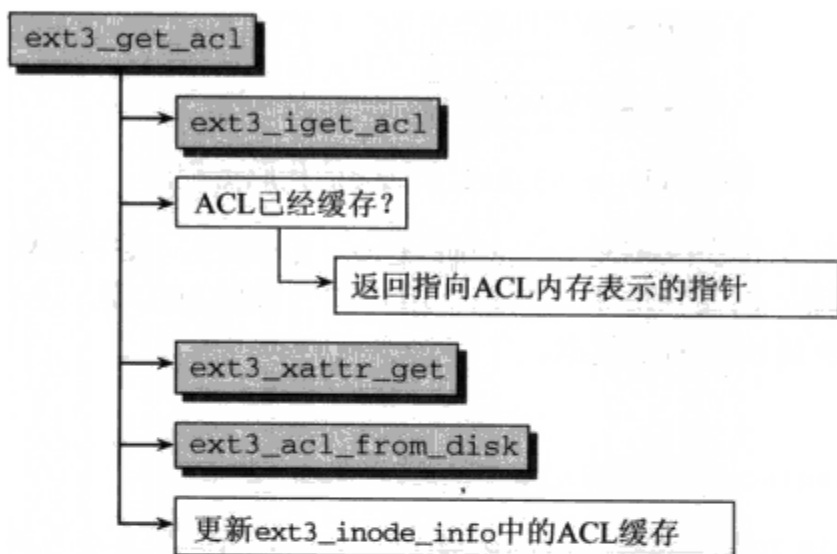 ext3_get_acl
ext3_iget_acl
ACL已经缓存?
返回指向ACL内存表示的指针
ext3_xattr_get
ext3_acl_from_disk
更新ext3_inode_info中的ACL缓存